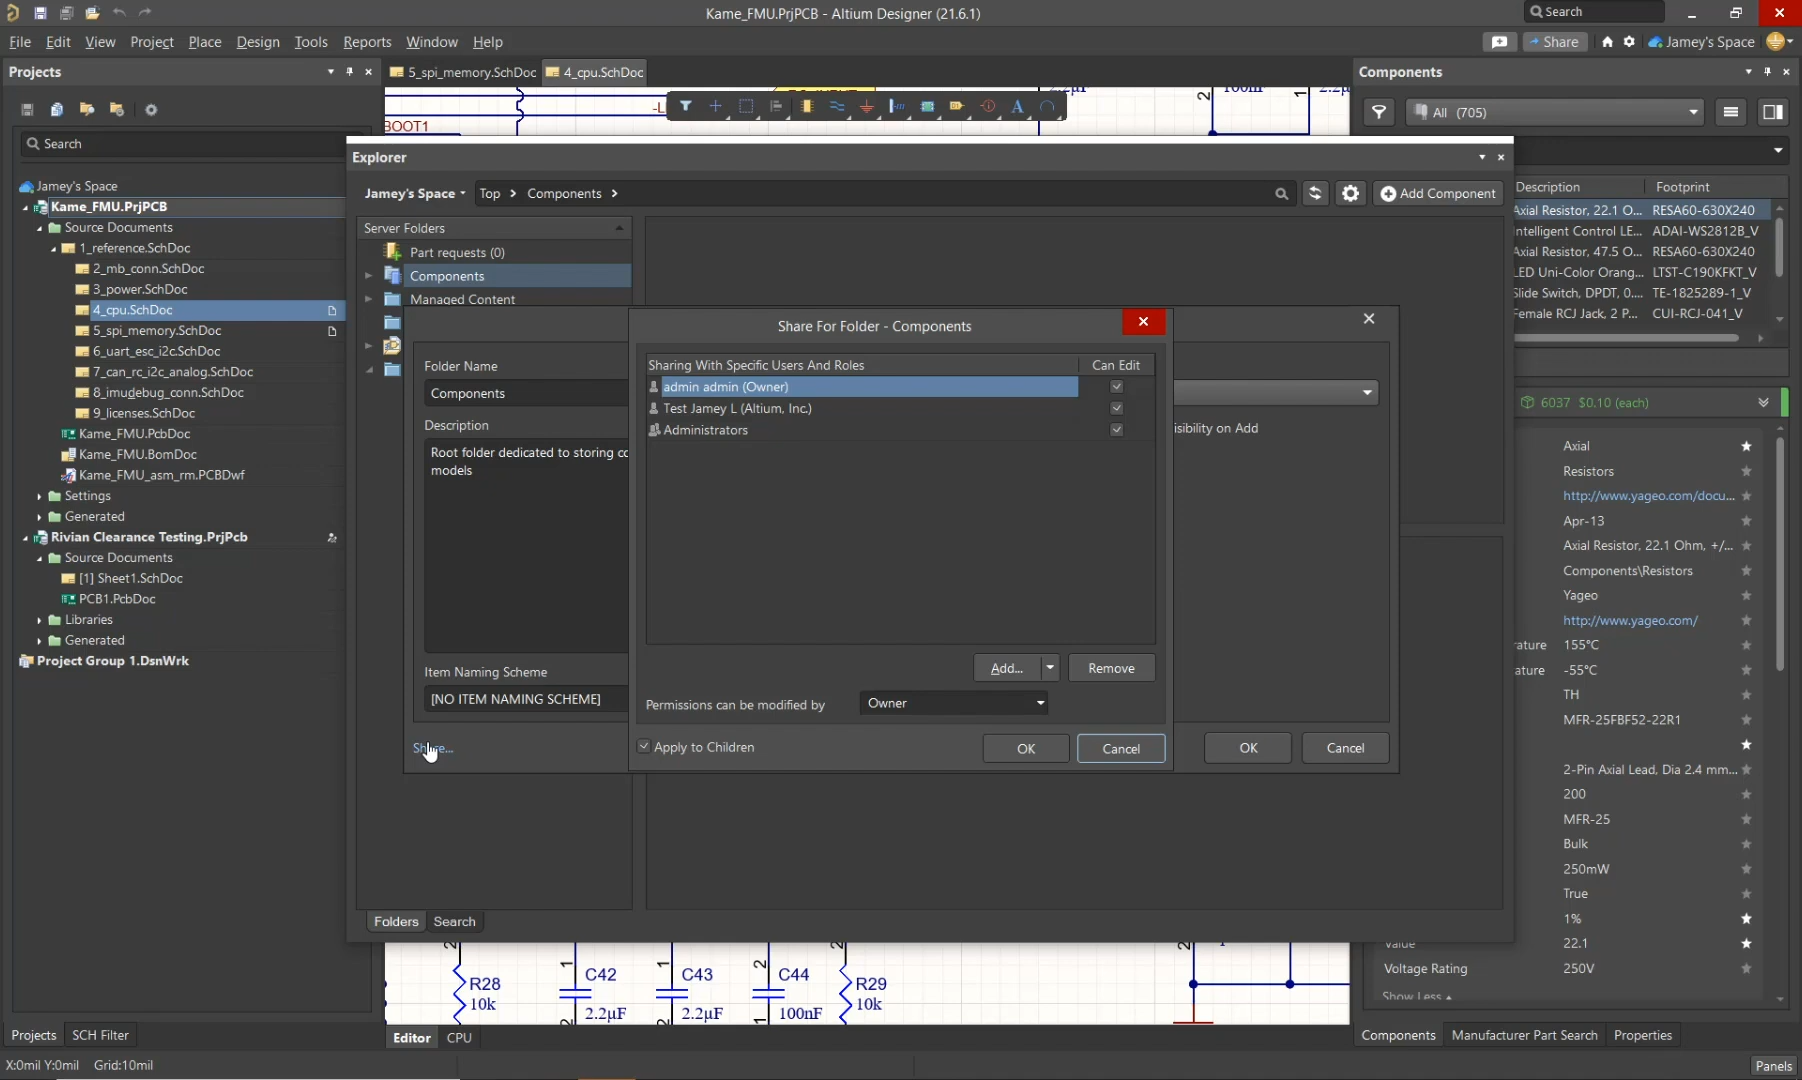 Kame_FMU.PrjPCB - Altium Designer (21.6.1)
Search
File Edit View Project Place Design Tools Reports Window Help
Share
Jamey's Space
Projects
5_spi_memory.SchDoc
4_cpu.SchDoc
Components
Search
All (705)
BOOT1
Jamey's Space
Kame_FMU.PrjPCB
Source Documents
1_reference.SchDoc
2_mb_conn.SchDoc
3_power.SchDoc
4_cpu.SchDoc
5_spi_memory.SchDoc
6_uart_esc_i2c.SchDoc
7_can_rc_i2c_analog.SchDoc
8_imudebug_conn.SchDoc
9_licenses.SchDoc
Kame_FMU.PcbDoc
Kame_FMU.BomDoc
Kame_FMU_asm_rm.PCBDwf
Settings
Generated
Rivian Clearance Testing.PrjPcb
Source Documents
[1] Sheet1.SchDoc
PCB1.PcbDoc
Libraries
Generated
Project Group 1.DsnWrk
Explorer
Jamey's Space
Top > Components >
Add Component
Server Folders
Part requests (0)
Components
Managed Content
Folder Name
Components
Description
Root folder dedicated to storing
models
Item Naming Scheme
[NO ITEM NAMING SCHEME]
isibility on Add
OK
Cancel
Share For Folder - Components
Sharing With Specific Users And Roles
Can Edit
admin admin (Owner)
Test Jamey L (Altium, Inc.)
Administrators
Add...
Remove
Permissions can be modified by
Owner
Apply to Children
OK
Cancel
Folders
Search
Description
Footprint
Axial Resistor, 22.1 O... RESA60-630X240
ntelligent Control LE... ADAI-WS2812B_V
Axial Resistor, 47.5 O... RESA60-630X240
LED Uni-Color Orang... LTST-C190KFKT_V
Slide Switch, DPDT, 0.... TE-1825289-1_V
Female RCJ Jack, 2 P... CUI-RCJ-041_V
6037 $0.10 (each)
Axial
Resistors
http://www.yageo.com/docu...
Apr-13
Axial Resistor, 22.1 Ohm, +/...
Components\Resistors
Yageo
http://www.yageo.com/
ature 155°C
ature -55°C
TH
MFR-25FBF52-22R1
2-Pin Axial Lead, Dia 2.4 mm...
200
MFR-25
Bulk
250mW
True
1%
Value 22.1
Voltage Rating 250V
Show Less
R28
10k
C42
2.2µF
C43
2.2µF
C44
100nF
R29
10k
Projects
SCH Filter
Editor
CPU
Components
Manufacturer Part Search
Properties
X:0mil Y:0mil Grid:10mil
Panels